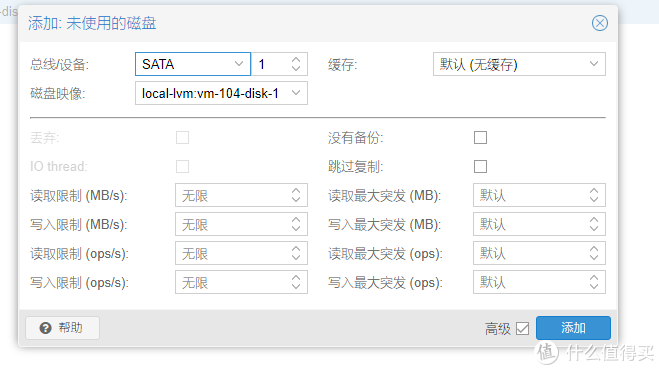 -dis
添加: 未使用的磁盘
总线/设备: SATA 1 缓存: 默认 (无缓存)
磁盘映像: local-lvm:vm-104-disk-1
丢弃: 没有备份:
IO thread: 跳过复制:
读取限制 (MB/s): 无限 读取最大突发 (MB): 默认
写入限制 (MB/s): 无限 写入最大突发 (MB): 默认
读取限制 (ops/s): 无限 读取最大突发 (ops): 默认
写入限制 (ops/s): 无限 写入最大突发 (ops): 默认
帮助 高级 添加
值 什么值得买